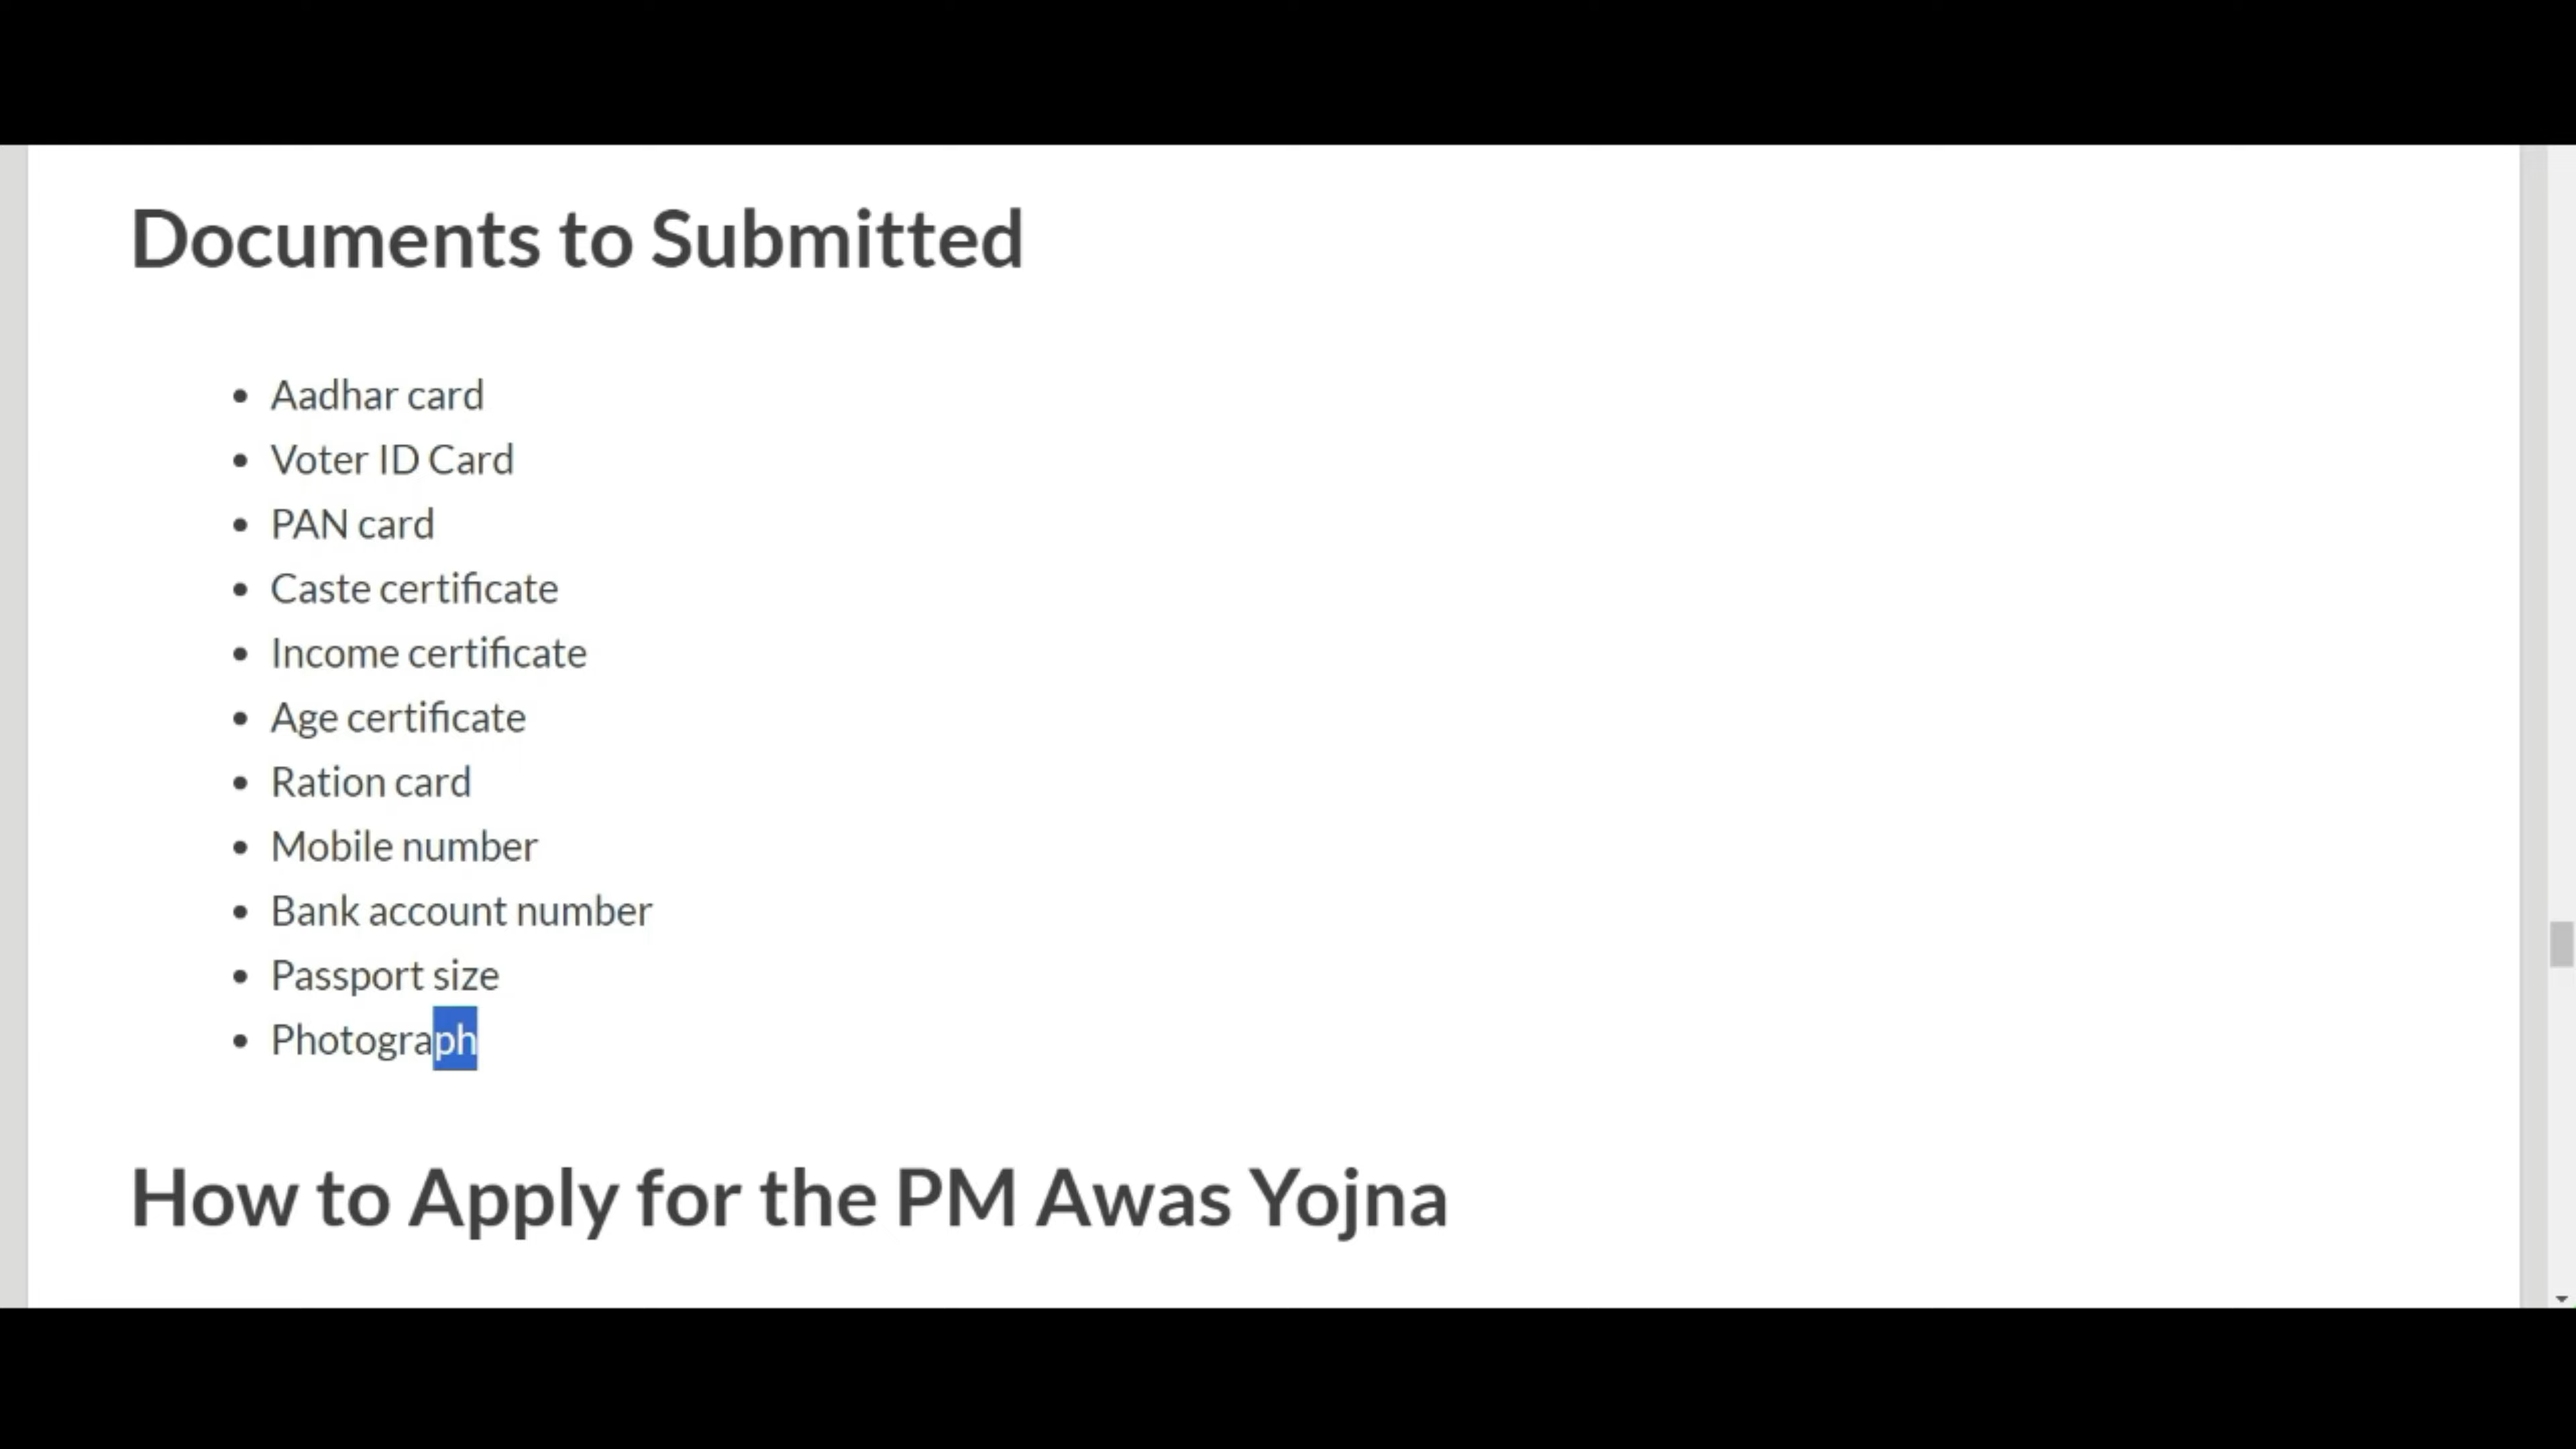 Documents to Submitted
• Aadhar card
• Voter ID Card
• PAN card
• Caste certificate
• Income certificate
• Age certificate
• Ration card
• Mobile number
• Bank account number
• Passport size
• Photograph
How to Apply for the PM Awas Yojna